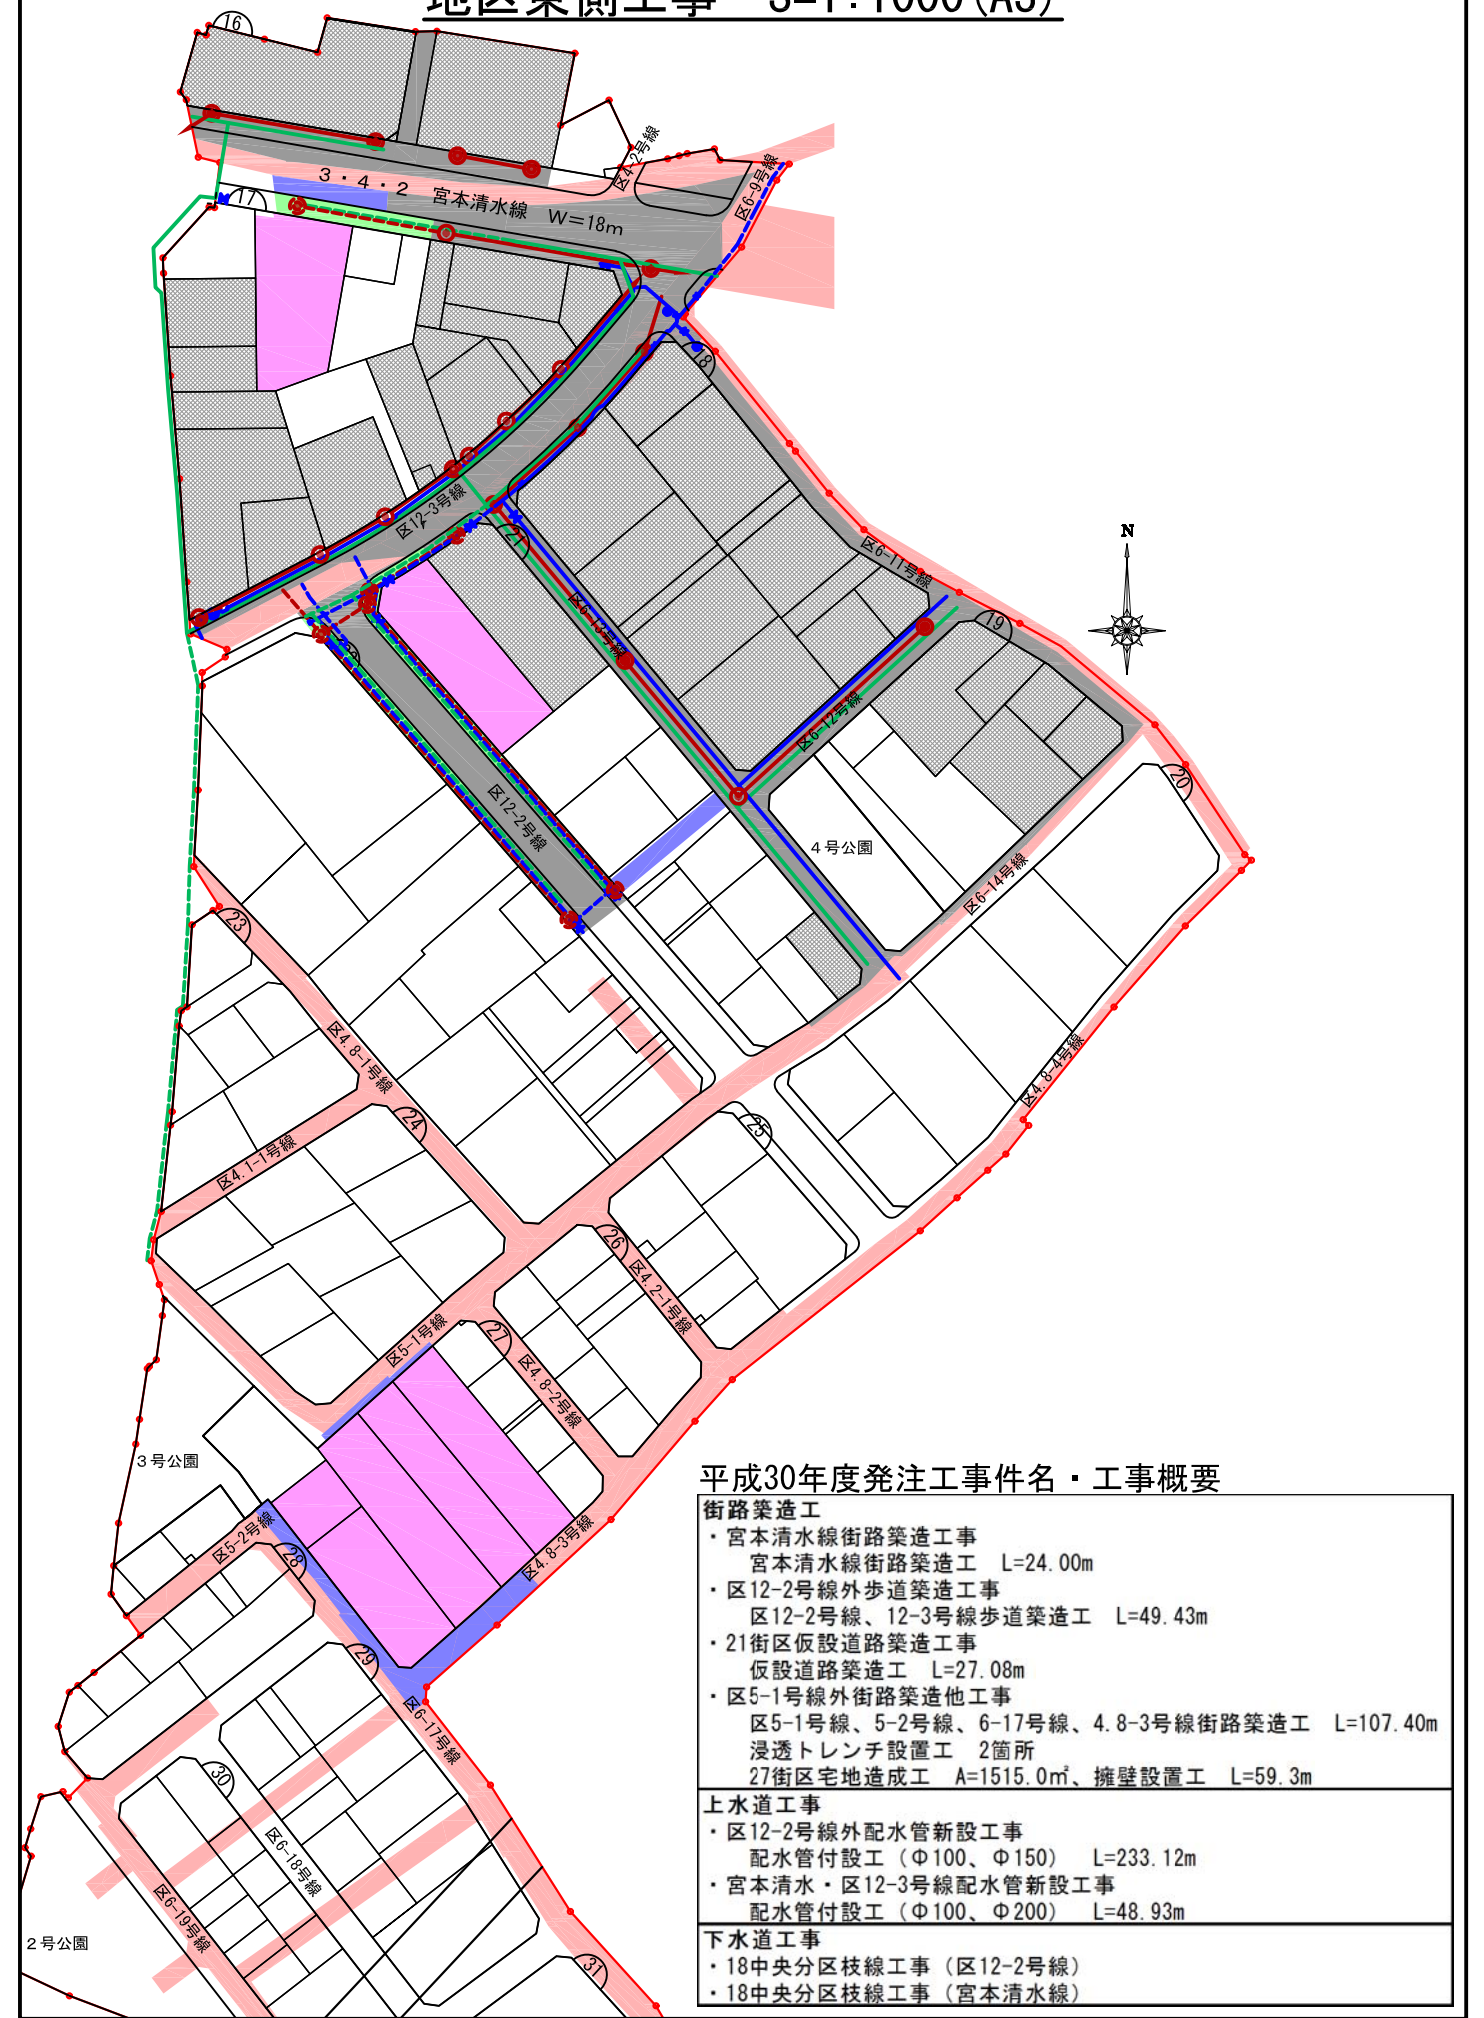 地区東側工事　S=1:1000(A3)
16
区4-2号線
区6-9号線
3・4・2　宮本清水線　W=18m
17
18
区12-3号線
21
区6-11号線
N
区6-13号線
19
区6-12号線
20
区12-2号線
4号公園
区6-14号線
23
区4.8-1号線
区4.8-4号線
24
25
区4.1-1号線
26
区4.2-1号線
区5-1号線
27
区4.8-2号線
3号公園
区5-2号線
28
区4.8-3号線
29
区6-17号線
30
区6-18号線
区6-19号線
2号公園
31
平成30年度発注工事件名・工事概要
街路築造工
・宮本清水線街路築造工事
宮本清水線街路築造工　L=24.00m
・区12-2号線外歩道築造工事
区12-2号線、12-3号線歩道築造工　L=49.43m
・21街区仮設道路築造工事
仮設道路築造工　L=27.08m
・区5-1号線外街路築造他工事
区5-1号線、5-2号線、6-17号線、4.8-3号線街路築造工　L=107.40m
浸透トレンチ設置工　2箇所
27街区宅地造成工　A=1515.0㎡、擁壁設置工　L=59.3m
上水道工事
・区12-2号線外配水管新設工事
配水管付設工（Φ100、Φ150）　L=233.12m
・宮本清水・区12-3号線配水管新設工事
配水管付設工（Φ100、Φ200）　L=48.93m
下水道工事
・18中央分区枝線工事（区12-2号線）
・18中央分区枝線工事（宮本清水線）